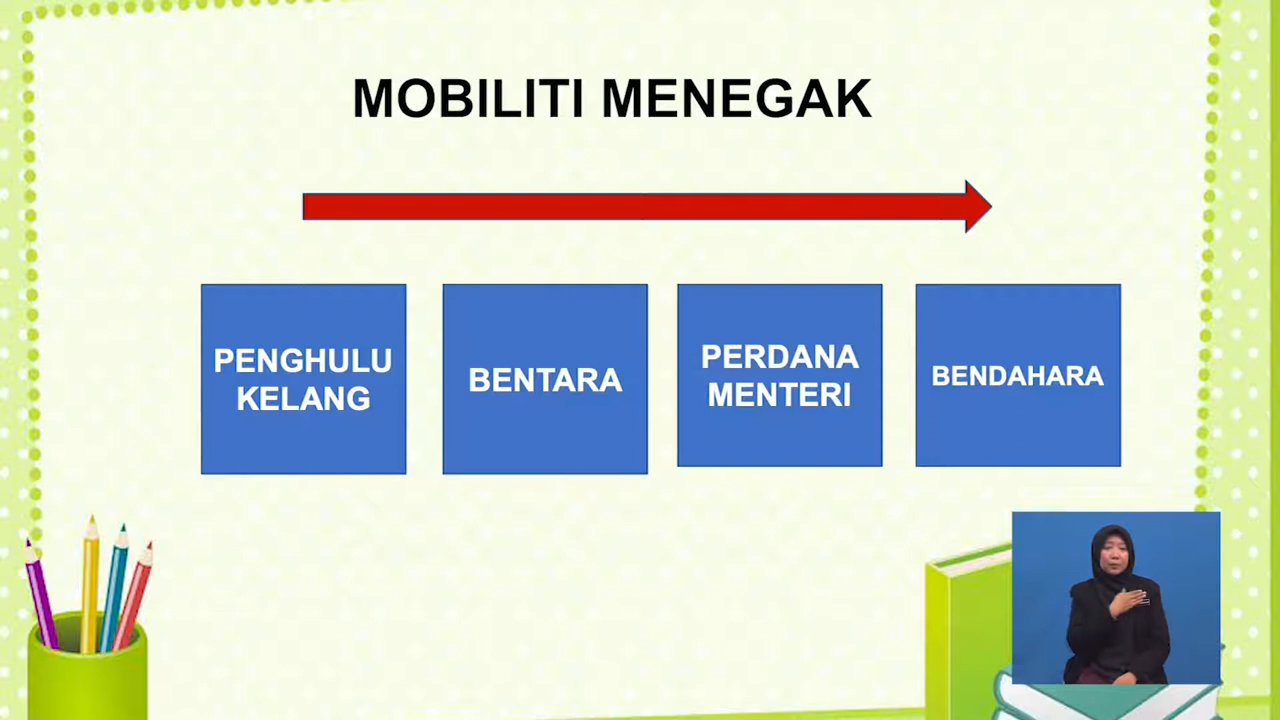 MOBILITI MENEGAK
PENGHULU
KELANG
BENTARA
PERDANA
MENTERI
BENDAHARA